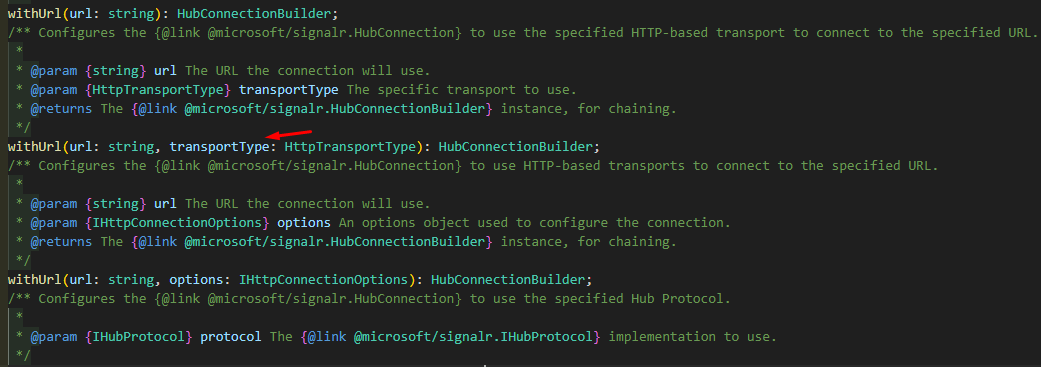 withUrl(url: string): HubConnectionBuilder;
/** Configures the {@link @microsoft/signalr.HubConnection} to use the specified HTTP-based transport to connect to the specified URL.
 *
 * @param {string} url The URL the connection will use.
 * @param {HttpTransportType} transportType The specific transport to use.
 * @returns The {@link @microsoft/signalr.HubConnectionBuilder} instance, for chaining.
 */
withUrl(url: string, transportType: HttpTransportType): HubConnectionBuilder;
/** Configures the {@link @microsoft/signalr.HubConnection} to use HTTP-based transports to connect to the specified URL.
 *
 * @param {string} url The URL the connection will use.
 * @param {IHttpConnectionOptions} options An options object used to configure the connection.
 * @returns The {@link @microsoft/signalr.HubConnectionBuilder} instance, for chaining.
 */
withUrl(url: string, options: IHttpConnectionOptions): HubConnectionBuilder;
/** Configures the {@link @microsoft/signalr.HubConnection} to use the specified Hub Protocol.
 *
 * @param {IHubProtocol} protocol The {@link @microsoft/signalr.IHubProtocol} implementation to use.
 */